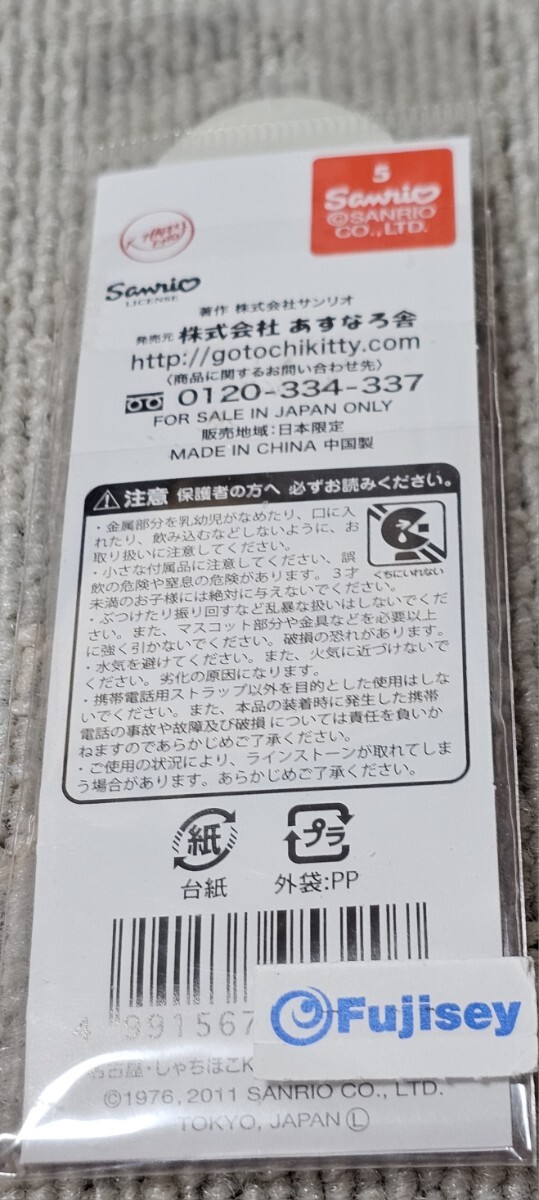 5
Sanrio
©SANRIO
CO.,LTD.
Sanrio
LICENSE
著作 株式会社サンリオ
発売元 株式会社 あすなろ舎
http://gotochikitty.com
〈商品に関するお問い合わせ先〉
0120-334-337
FOR SALE IN JAPAN ONLY
販売地域:日本限定
MADE IN CHINA 中国製
注意 保護者の方へ 必ずお読みください。
・金属部分を乳幼児がなめたり、口に入
れたり、飲み込むなどしないように、お
取り扱いに注意してください。
・小さな付属品に注意してください、誤
飲の危険や窒息の危険があります。3才
未満のお子様には絶対に与えないでください。
くちにいれない
・ぶつけたり振り回すなど乱暴な扱いはしないでくだ
さい。また、マスコット部分や金具などを必要以上
に強く引かないでください。破損の恐れがあります。
・水気を避けてください。また、火気に近づけないで
ください。劣化の原因になります。
・携帯電話用ストラップ以外を目的とした使用はしな
いでください。また、本品の装着時に発生した携帯
電話の事故や故障及び破損については責任を負いか
ねますのであらかじめご了承ください。
・ご使用の状況により、ラインストーンが取れてしま
う場合があります。あらかじめご了承ください。
紙
プラ
台紙
外袋:PP
4 991567
Fujisey
名古屋・しゃちほこK
©1976, 2011 SANRIO CO., LTD.
TOKYO, JAPAN Ⓛ